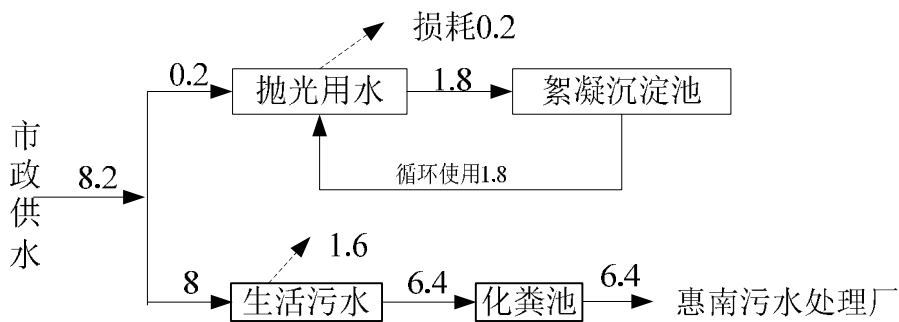 损耗0.2
0.2
抛光用水
1.8
絮凝沉淀池
循环使用1.8
市政供水
8.2
1.6
8
生活污水
6.4
化粪池
6.4
惠南污水处理厂